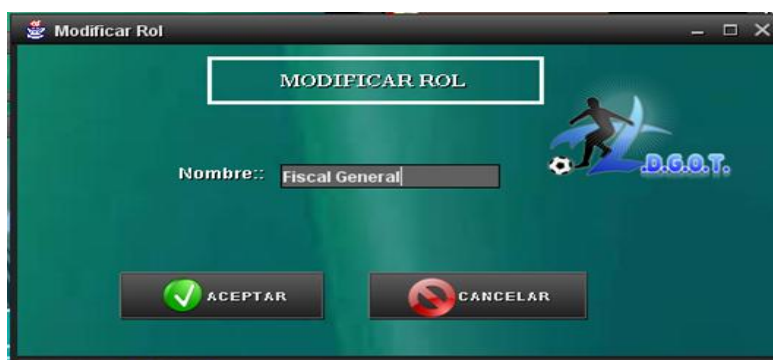 Modificar Rol
MODIFICAR ROL
Nombre::
Fiscal General
D.G.O.T.
ACEPTAR
CANCELAR